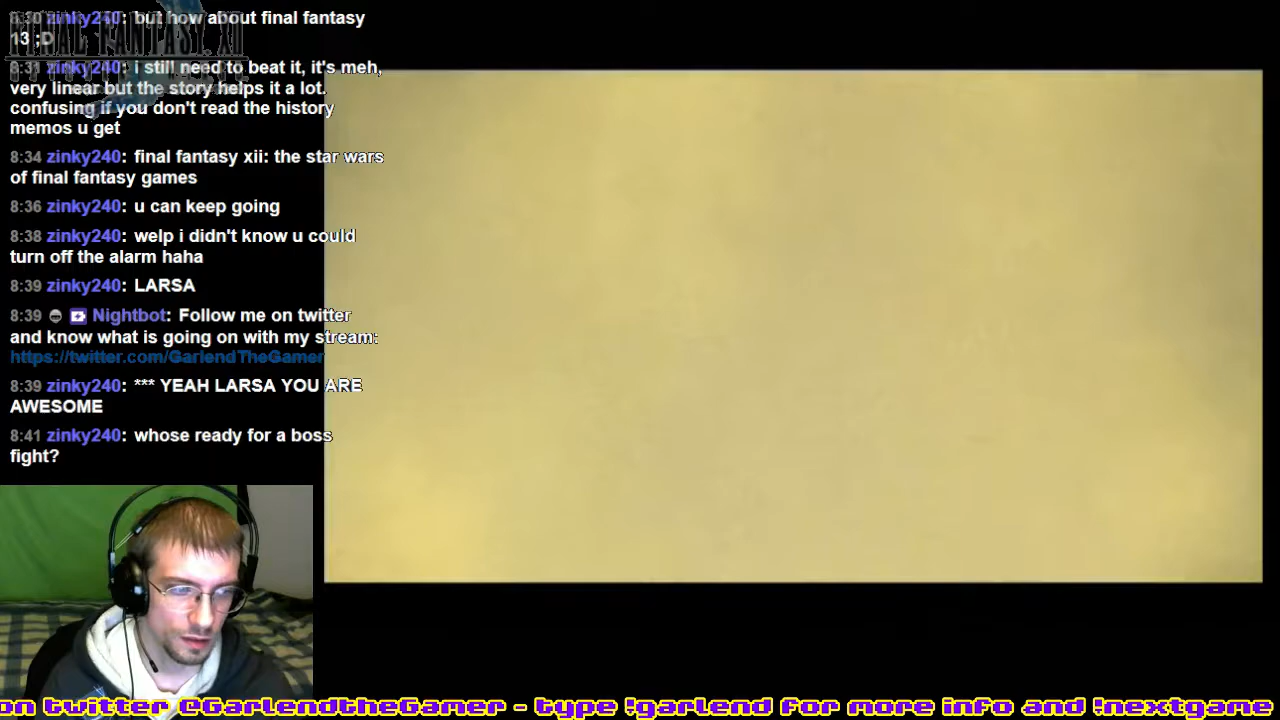 8:30 zinky240: but how about final fantasy
13 ;D
FINAL FANTASY XII
8:31 zinky240: i still need to beat it, it's meh,
very linear but the story helps it a lot.
confusing if you don't read the history
memos u get
8:34 zinky240: final fantasy xii: the star wars
of final fantasy games
8:36 zinky240: u can keep going
8:38 zinky240: welp i didn't know u could
turn off the alarm haha
8:39 zinky240: LARSA
8:39 Nightbot: Follow me on twitter
and know what is going on with my stream:
https://twitter.com/GarlendTheGamer
8:39 zinky240: *** YEAH LARSA YOU ARE
AWESOME
8:41 zinky240: whose ready for a boss
fight?
on twitter @GarlendtheGamer - type !garlend for more info and !nextgame